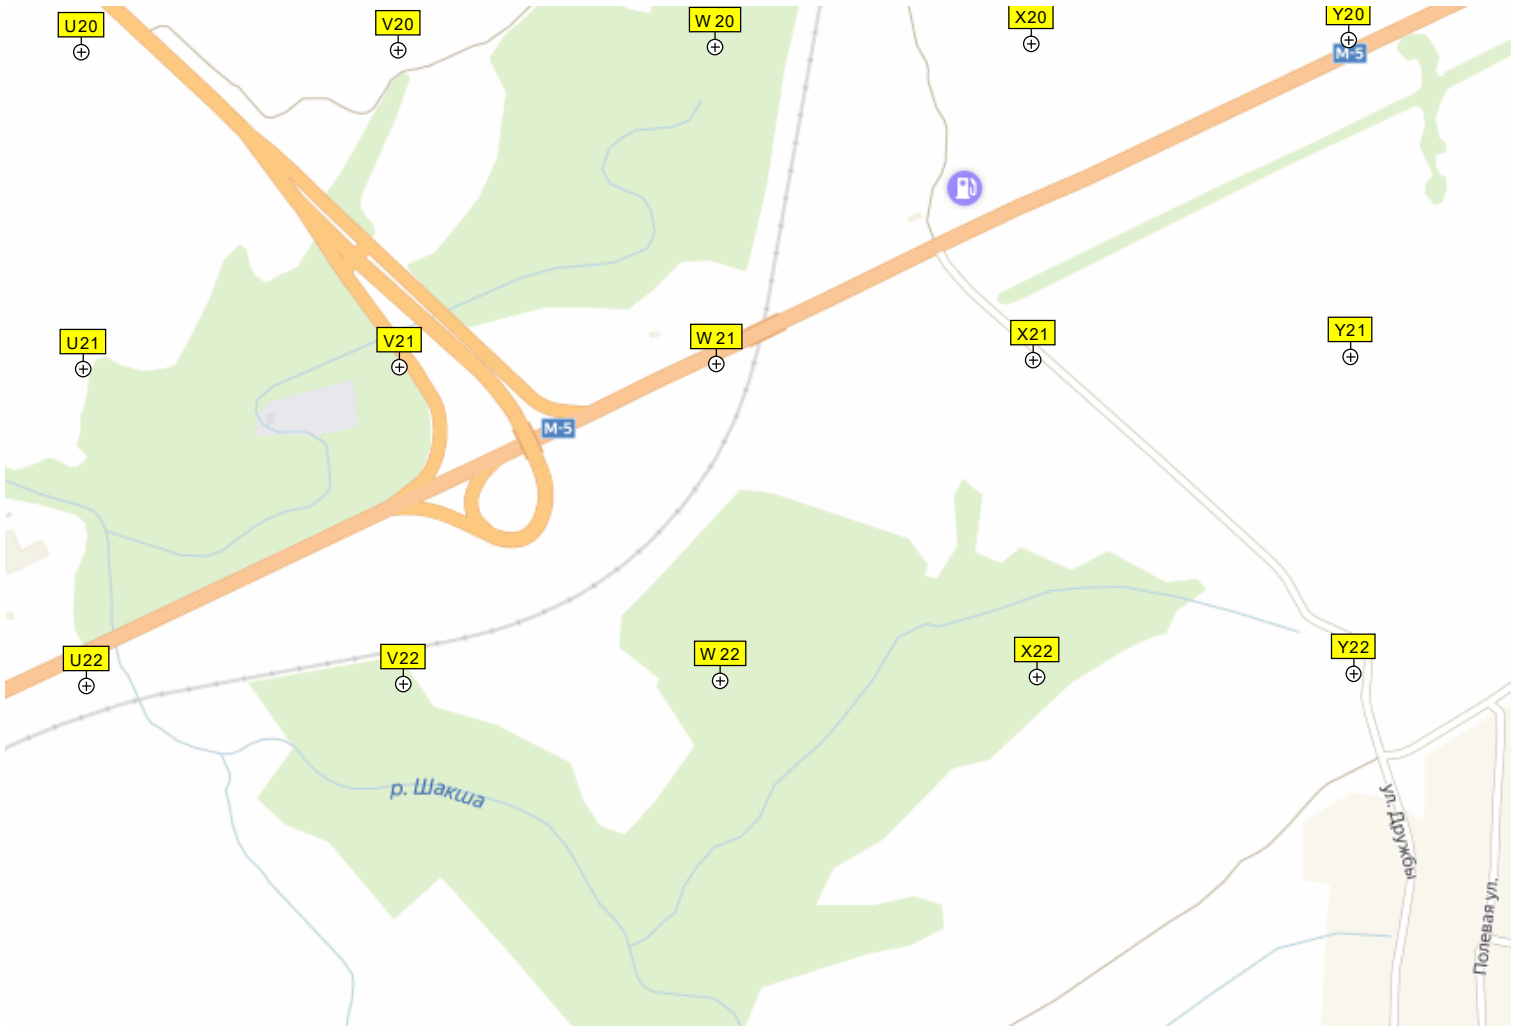 U20
V20
W 20
X20
Y20
M-5
U21
V21
W 21
X21
Y21
M-5
U22
V22
W 22
X22
Y22
р. Шакша
ул. Дружбы
Полевая ул.